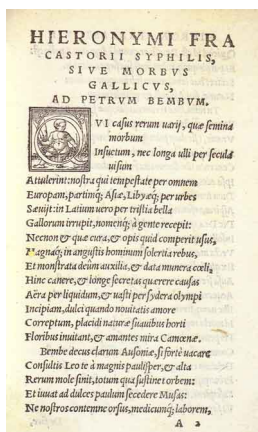 HIERONYMI FRA
CASTORII SYPHILIS,
SIVE MORBVS
GALLICVS,
AD PETRVM BEMBVM.
QVI casus rerum uarij, quæ semina
morbum
Insuetum, nec longa ulli per secula
uisum
Attulerint: nostra qui tempestate per omnem
Europam, partimq; Asiæ, Libyæq; per urbes
Sæuijt: in Latium uero per tristia bella
Gallorum irrupit, nomenq; à gente recepit:
Necnon & quæ cura, & opis quid comperit usus,
Magnaq; in angustis hominum solertia rebus,
Et monstrata deûm auxilia, & data munera cœli,
Hinc canere, & longe secretas quærere causas
Aëra per liquidum, & uasti per sydera olympi
Incipiam, dulci quando nouitatis amore
Correptum, placidi naturæ suauibus horti
Floribus inuitant, & amantes mira Camœnæ.
Bembe decus clarum Ausoniæ, si forte uacare
Consultis Leo te à magnis paulisper, & alta
Rerum mole sinit, totum qua sustinet orbem:
Et iuuat ad dulces paulum secedere Musas:
Ne nostros contemne orsus, medicumq; laborem,
A 2